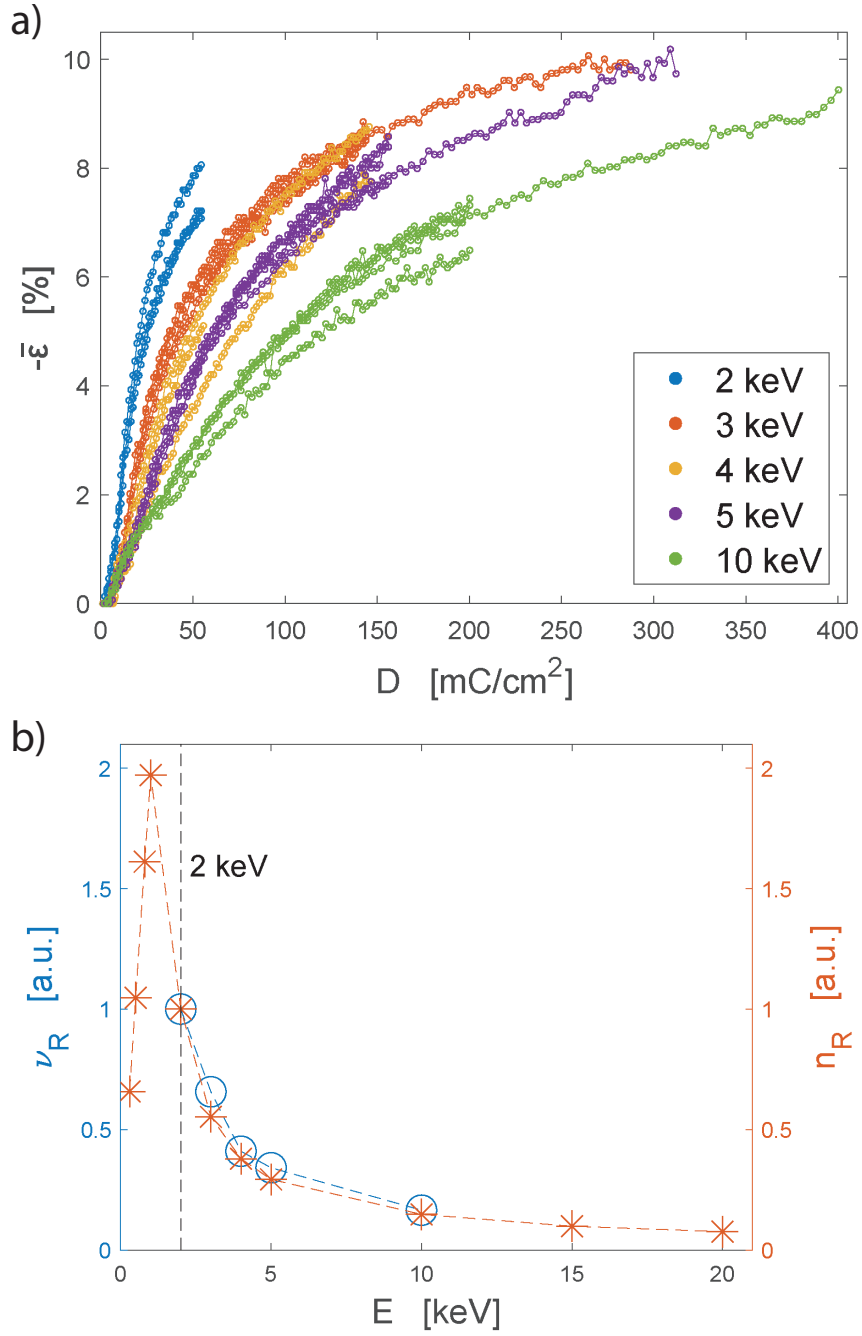 a)
10
8
6
4
2
0
-ε̄ [%]
0 50 100 150 200 250 300 350 400
D [mC/cm²]
2 keV
3 keV
4 keV
5 keV
10 keV
b)
2
1.5
1
0.5
0
ν_R [a.u.]
2 keV
2
1.5
1
0.5
0
n_R [a.u.]
0 5 10 15 20
E [keV]